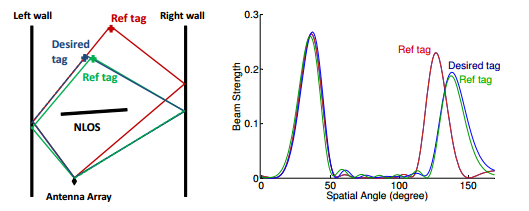 Left wall
Right wall
Ref tag
Desired
tag
Ref tag
NLOS
Antenna Array
Beam Strength
0.3
0.2
0.1
0
0
50
100
150
Spatial Angle (degree)
Ref tag
Desired tag
Ref tag